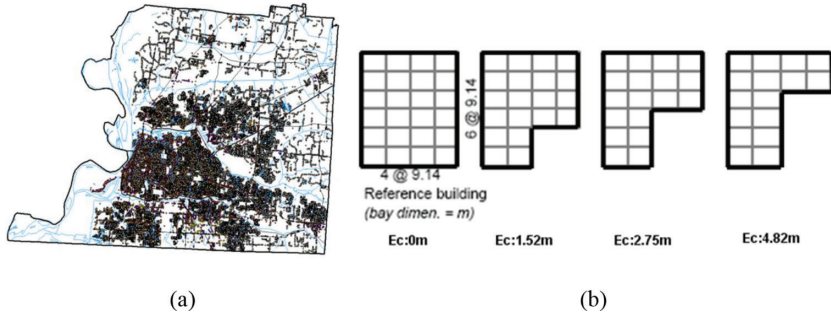 6 @ 9.14
4 @ 9.14
Reference building
(bay dimen. = m)
Ec:0m
Ec:1.52m
Ec:2.75m
Ec:4.82m
(a)
(b)